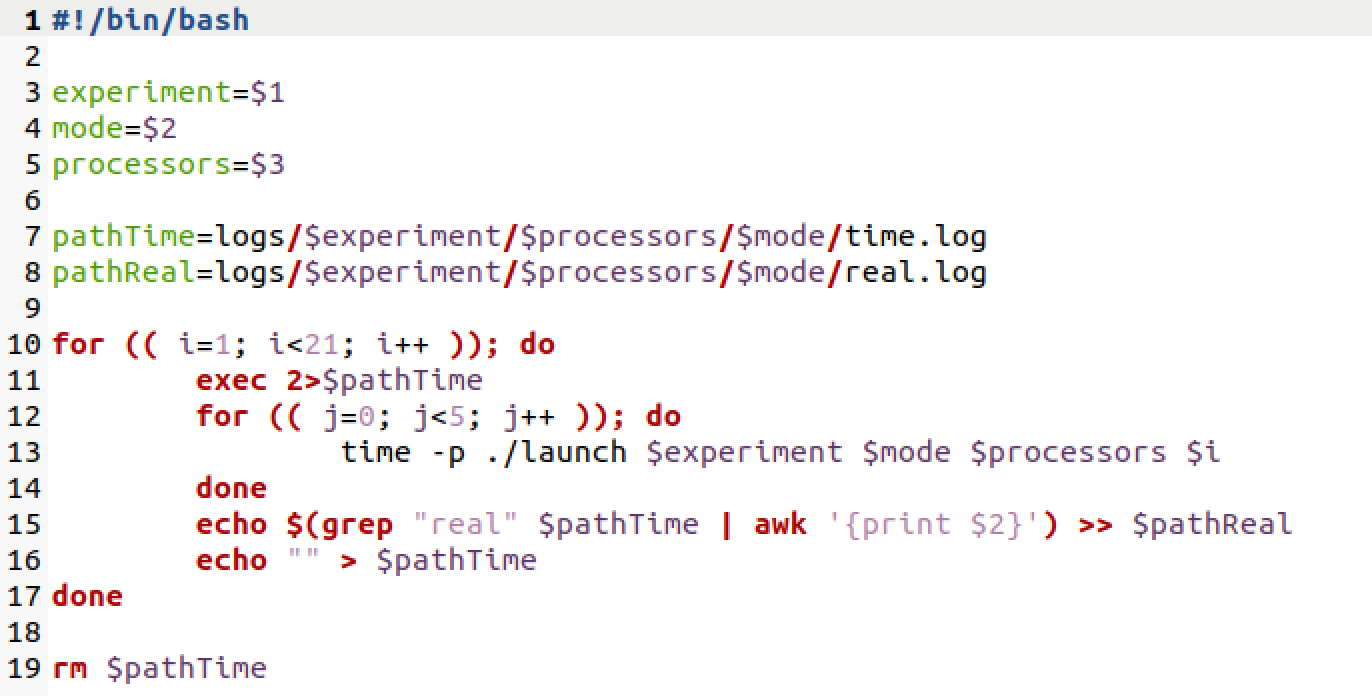 1 #!/bin/bash
2
3 experiment=$1
4 mode=$2
5 processors=$3
6
7 pathTime=logs/$experiment/$processors/$mode/time.log
8 pathReal=logs/$experiment/$processors/$mode/real.log
9
10 for (( i=1; i<21; i++ )); do
11         exec 2>$pathTime
12         for (( j=0; j<5; j++ )); do
13                 time -p ./launch $experiment $mode $processors $i
14         done
15         echo $(grep "real" $pathTime | awk '{print $2}') >> $pathReal
16         echo "" > $pathTime
17 done
18
19 rm $pathTime